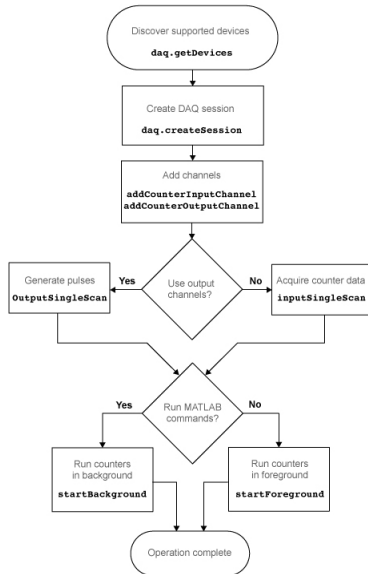 Discover supported devices
daq.getDevices
Create DAQ session
daq.createSession
Add channels
addCounterInputChannel
addCounterOutputChannel
Generate pulses
OutputSingleScan
Yes
Use output
channels?
No
Acquire counter data
inputSingleScan
Yes
Run MATLAB
commands?
No
Run counters
in background
startBackground
Run counters
in foreground
startForeground
Operation complete